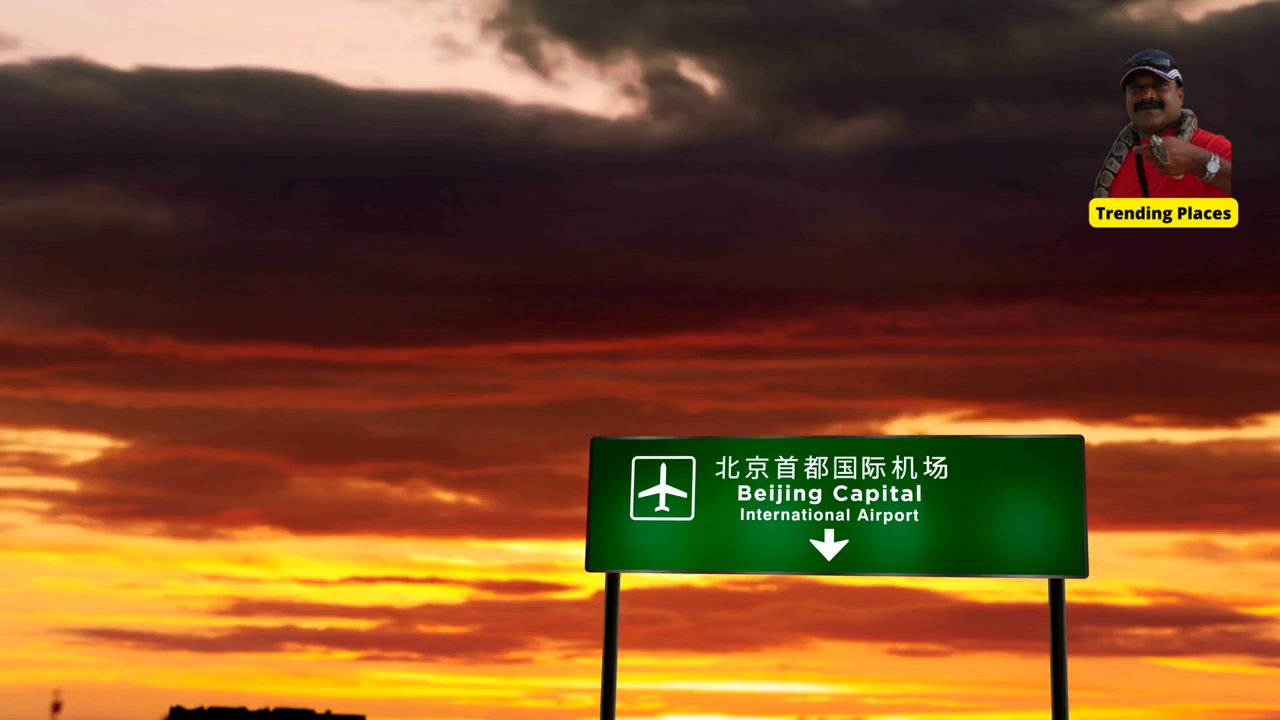 Trending Places
北京首都国际机场
Beijing Capital
International Airport